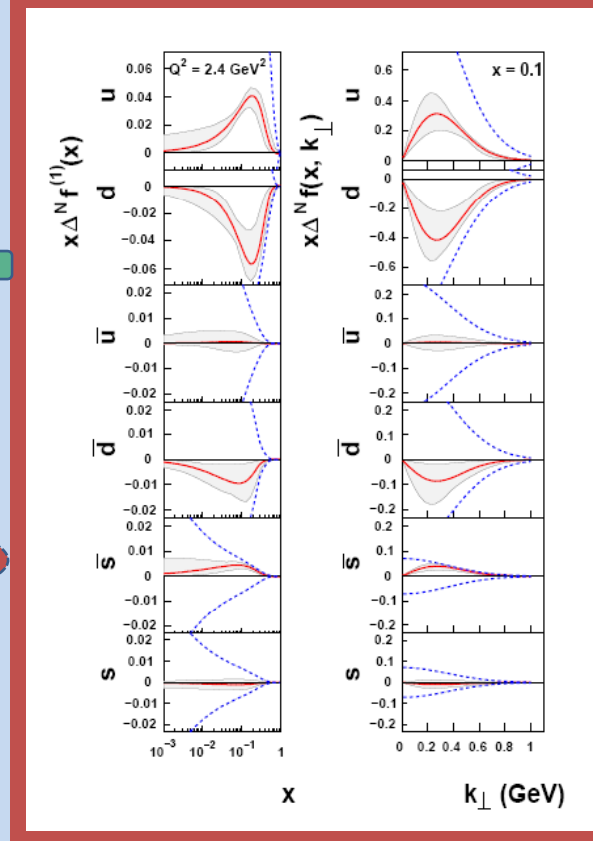 Q² = 2.4 GeV²
x = 0.1
x Δ^N f^(1)(x)
x Δ^N f(x, k⊥)
u
0.06
0.04
0.02
0
u
0.6
0.4
0.2
0
d
0
−0.02
−0.04
−0.06
d
0
−0.2
−0.4
−0.6
u̅
0.02
0.01
0
−0.01
−0.02
u̅
0.2
0.1
0
−0.1
−0.2
d̅
0.02
0.01
0
−0.01
−0.02
d̅
0.2
0.1
0
−0.1
−0.2
s̅
0.02
0.01
0
−0.01
−0.02
s̅
0.2
0.1
0
−0.1
−0.2
s
0.02
0.01
0
−0.01
−0.02
s
0.2
0.1
0
−0.1
−0.2
10⁻³ 10⁻² 10⁻¹ 1
0 0.2 0.4 0.6 0.8 1
x
k⊥ (GeV)